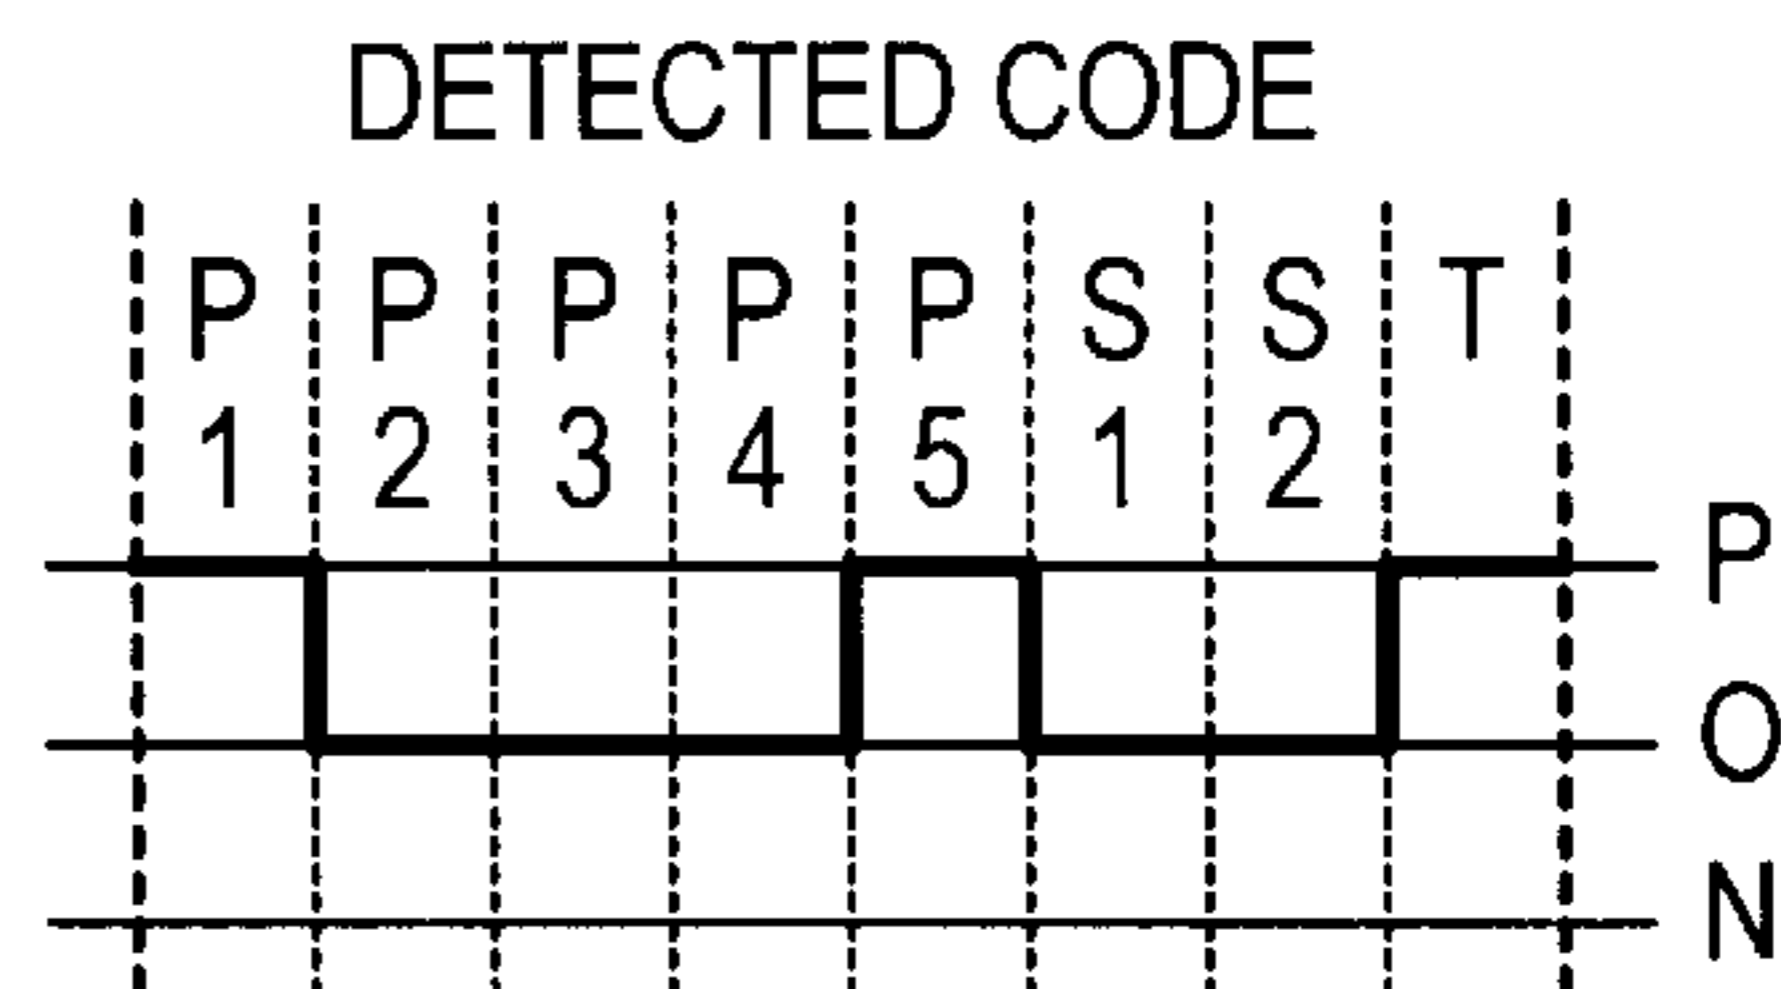 DETECTED CODE
P P P P P S S T
1 2 3 4 5 1 2
P
O
N